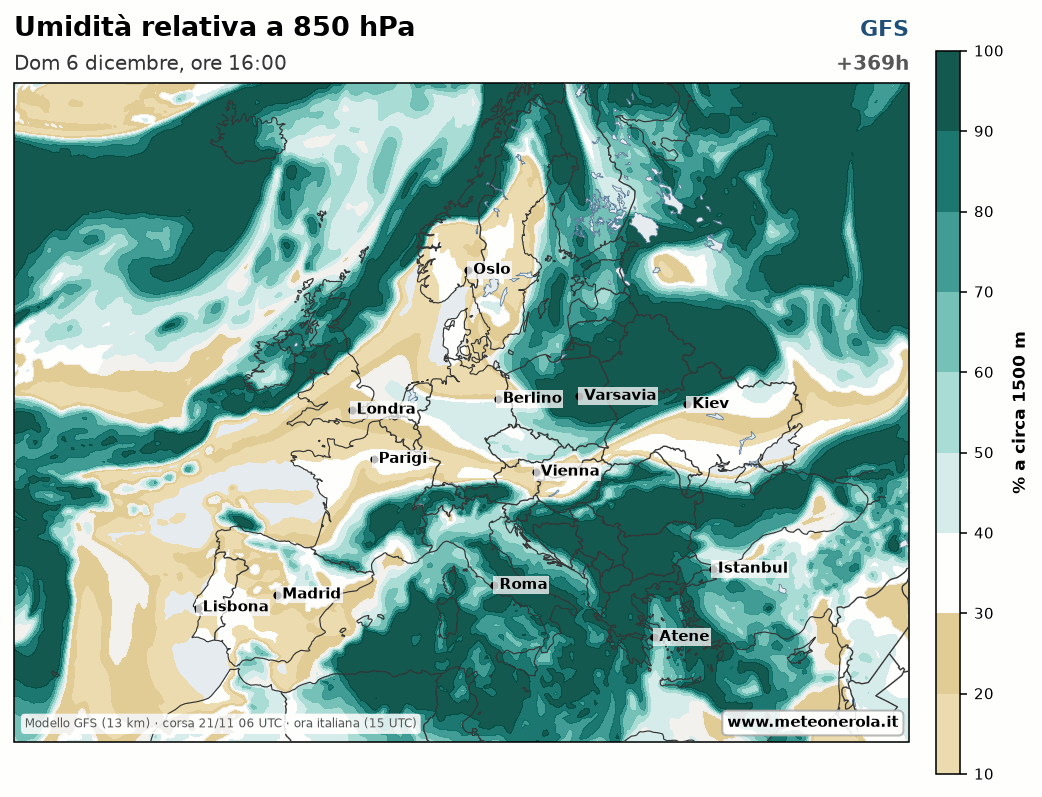 Umidità relativa a 850 hPa
GFS
Dom 6 dicembre, ore 16:00
+369h
Oslo
Berlino
Varsavia
Kiev
Londra
Parigi
Vienna
Istanbul
Roma
Madrid
Lisbona
Atene
Modello GFS (13 km) · corsa 21/11 06 UTC · ora italiana (15 UTC)
www.meteonerola.it
100
90
80
70
60
50
40
30
20
10
% a circa 1500 m